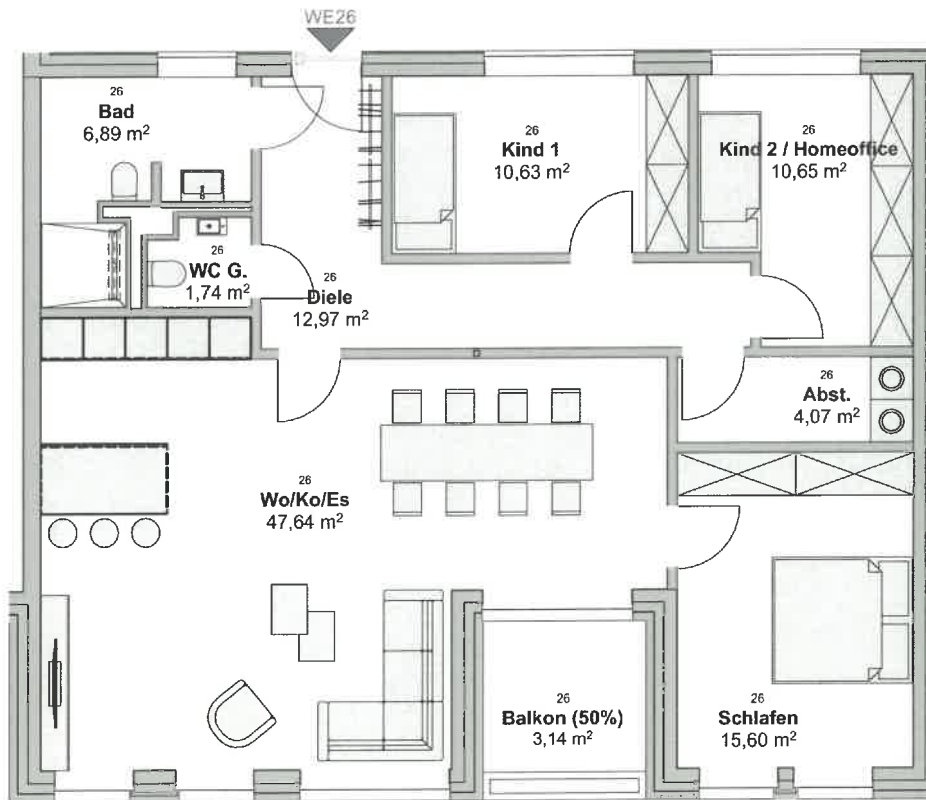 WE26
26
Bad
6,89 m²
26
Kind 1
10,63 m²
26
Kind 2 / Homeoffice
10,65 m²
26
WC G.
1,74 m²
26
Diele
12,97 m²
26
Abst.
4,07 m²
26
Wo/Ko/Es
47,64 m²
26
Balkon (50%)
3,14 m²
26
Schlafen
15,60 m²